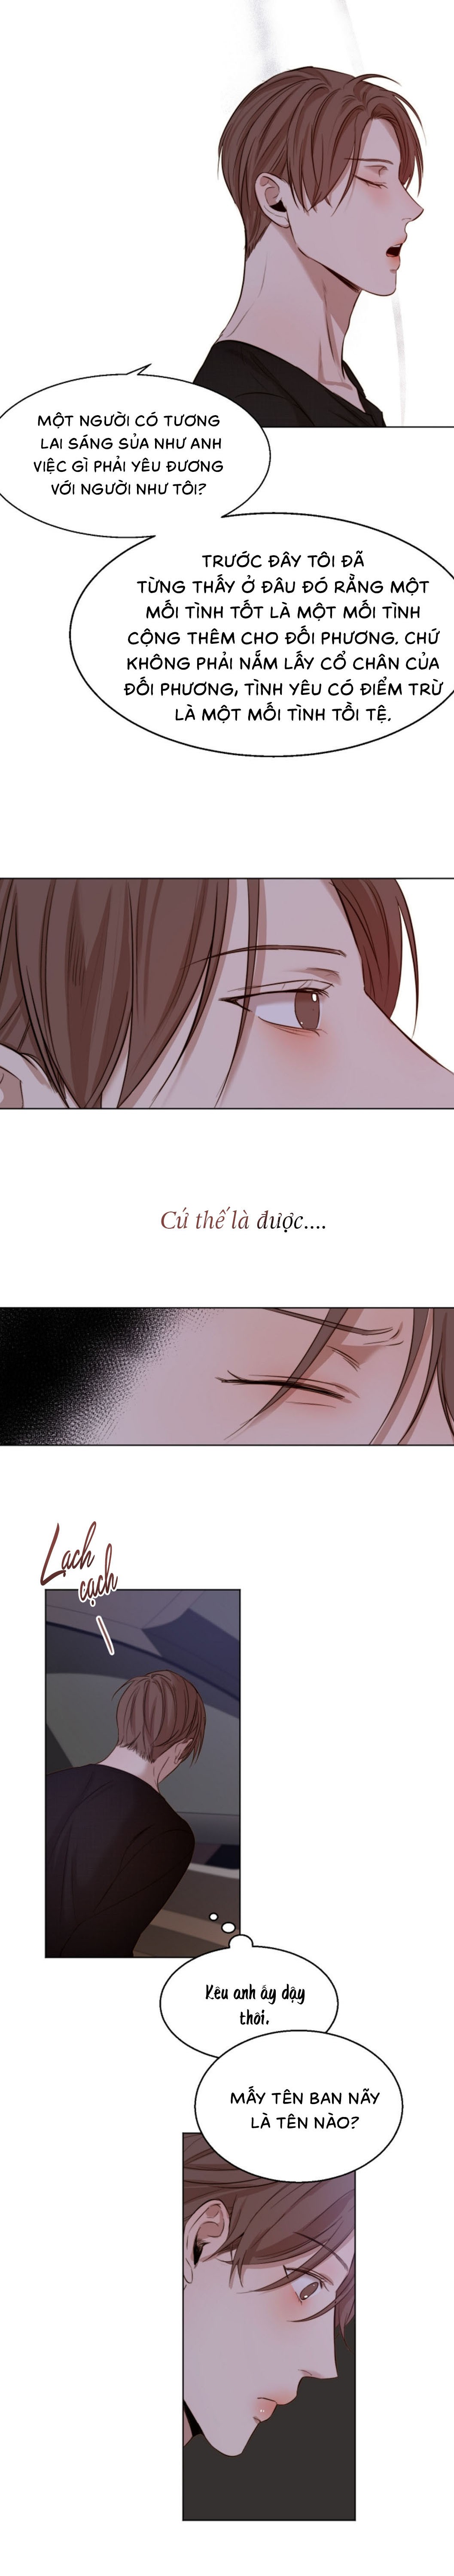 MỘT NGƯỜI CÓ TƯƠNG
LAI SÁNG SỦA NHƯ ANH
VIỆC GÌ PHẢI YÊU ĐƯƠNG
VỚI NGƯỜI NHƯ TÔI?
TRƯỚC ĐÂY TÔI ĐÃ
TỪNG THẤY Ở ĐÂU ĐÓ RẰNG MỘT
MỐI TÌNH TỐT LÀ MỘT MỐI TÌNH
CỘNG THÊM CHO ĐỐI PHƯƠNG. CHỨ
KHÔNG PHẢI NẮM LẤY CỔ CHÂN CỦA
ĐỐI PHƯƠNG, TÌNH YÊU CÓ ĐIỂM TRỪ
LÀ MỘT MỐI TÌNH TỒI TỆ.
Cứ thế là được....
Lạch
cạch
Kêu anh ấy dậy
thôi.
MẤY TÊN BAN NÃY
LÀ TÊN NÀO?